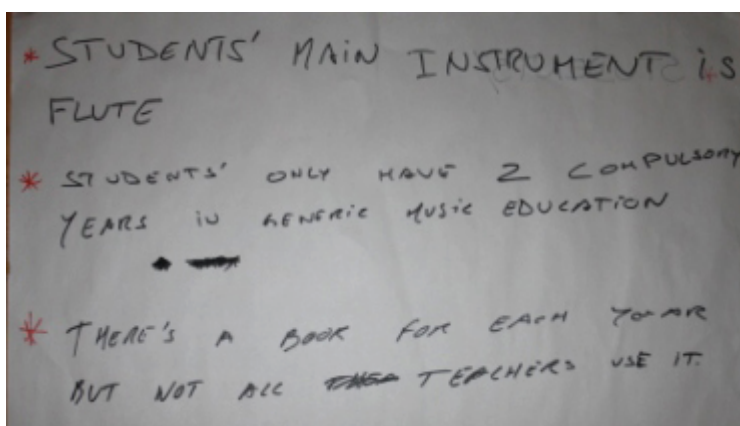 * STUDENTS' MAIN INSTRUMENT is
FLUTE
* STUDENTS' ONLY HAVE 2 COMPULSORY
YEARS iN GENERIC MUSIC EDUCATION
* THERE'S A BOOK FOR EACH YEAR
BUT NOT ALL TEACHERS USE IT.